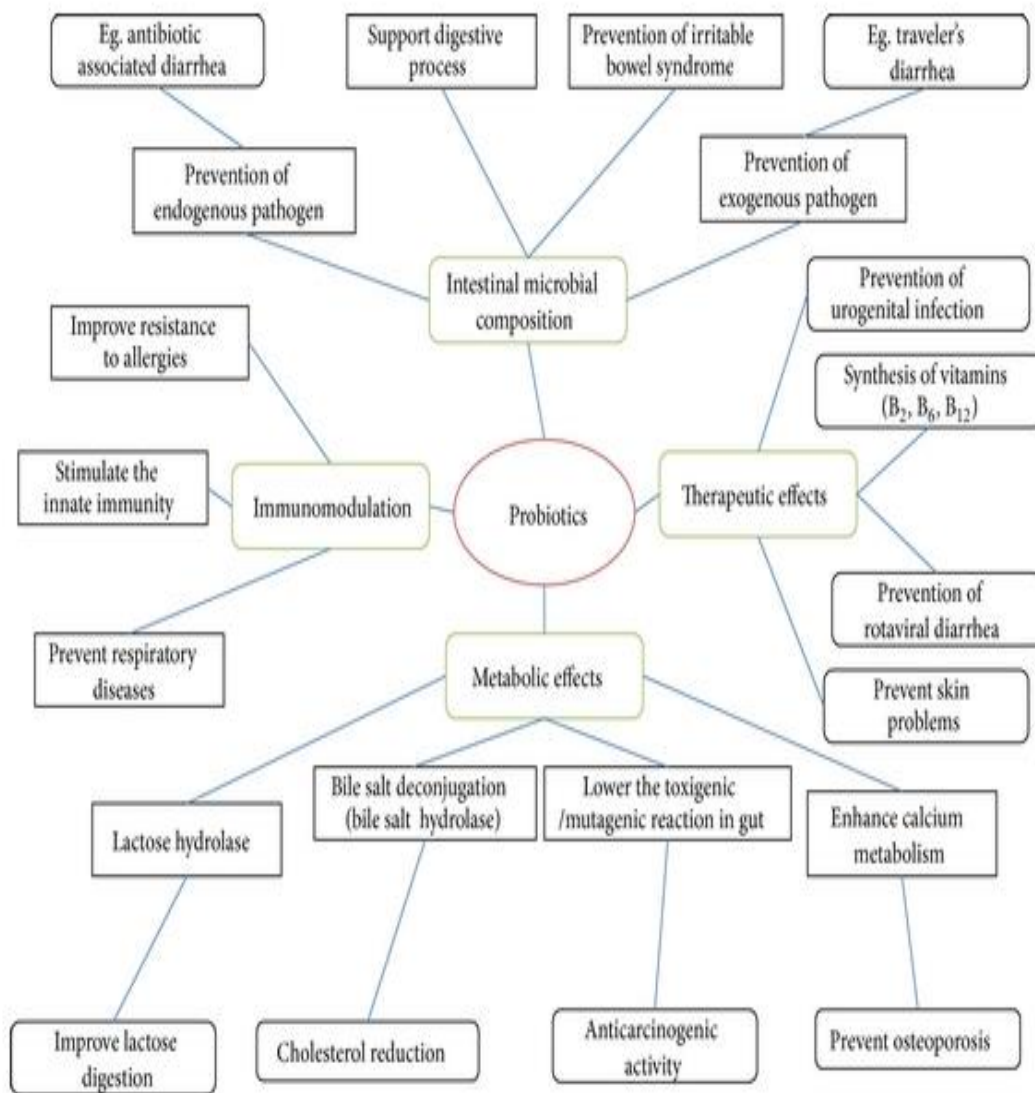 Eg. antibiotic
associated diarrhea
Support digestive
process
Prevention of irritable
bowel syndrome
Eg. traveler's
diarrhea
Prevention of
endogenous pathogen
Prevention of
exogenous pathogen
Intestinal microbial
composition
Prevention of
urogenital infection
Improve resistance
to allergies
Synthesis of vitamins
(B₂, B₆, B₁₂)
Stimulate the
innate immunity
Immunomodulation
Probiotics
Therapeutic effects
Prevention of
rotaviral diarrhea
Prevent respiratory
diseases
Metabolic effects
Prevent skin
problems
Lactose hydrolase
Bile salt deconjugation
(bile salt hydrolase)
Lower the toxigenic
/mutagenic reaction in gut
Enhance calcium
metabolism
Improve lactose
digestion
Cholesterol reduction
Anticarcinogenic
activity
Prevent osteoporosis